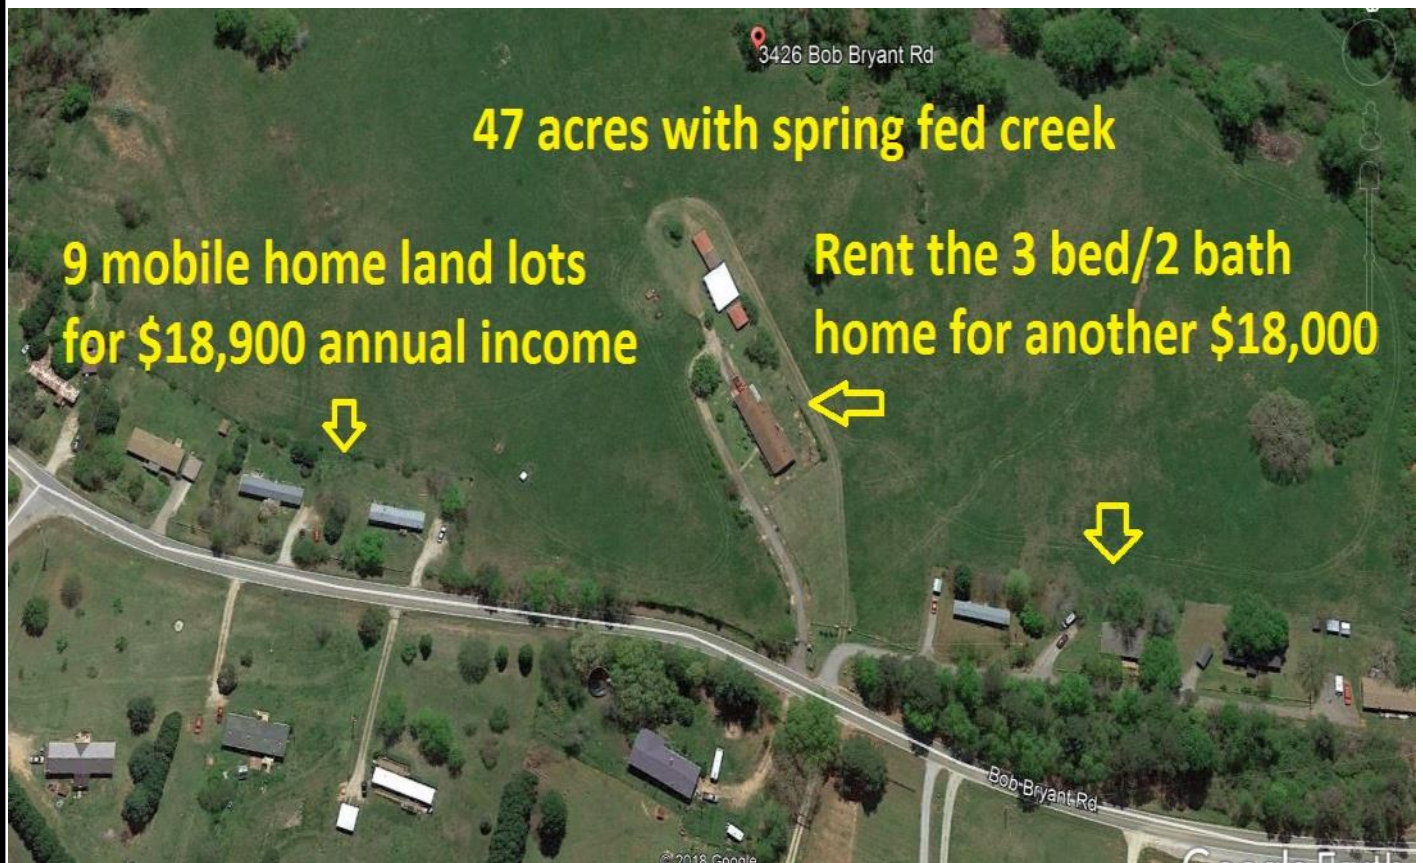 3426 Bob Bryant Rd
47 acres with spring fed creek
9 mobile home land lots
for $18,900 annual income
Rent the 3 bed/2 bath
home for another $18,000
Bob Bryant Rd
© 2018 Google